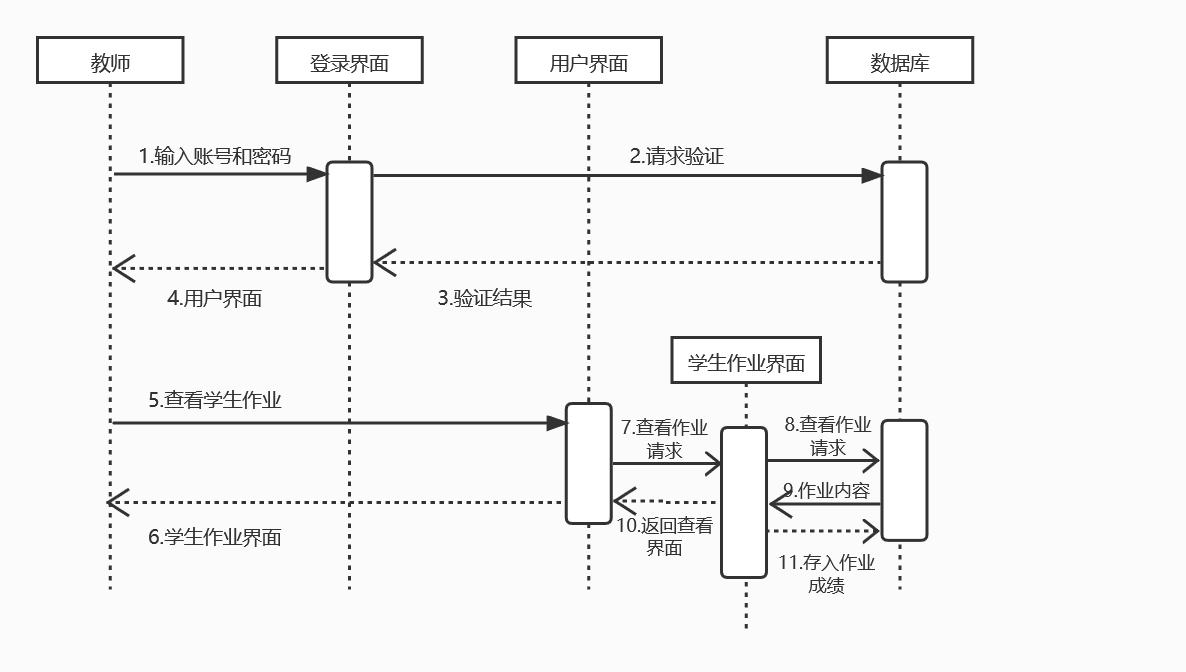 教师
登录界面
用户界面
数据库
1.输入账号和密码
2.请求验证
4.用户界面
3.验证结果
学生作业界面
5.查看学生作业
7.查看作业
请求
8.查看作业
请求
9.作业内容
6.学生作业界面
10.返回查看
界面
11.存入作业
成绩